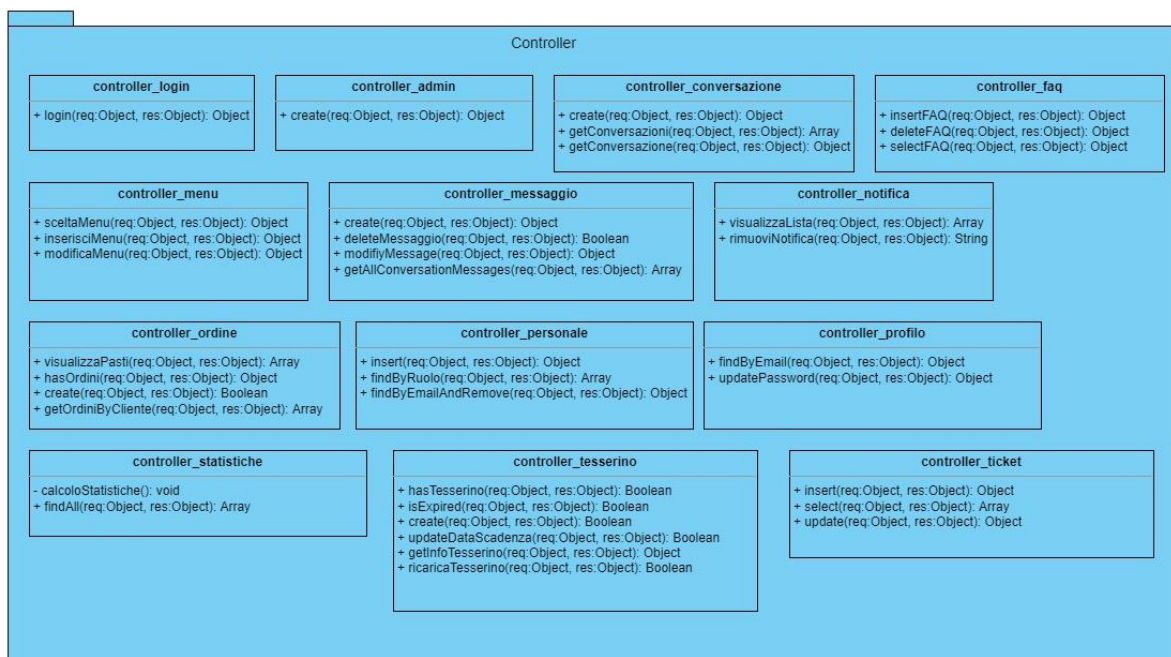 Controller
controller_login
+ login(req:Object, res:Object): Object
controller_admin
+ create(req:Object, res:Object): Object
controller_conversazione
+ create(req:Object, res:Object): Object
+ getConversazioni(req:Object, res:Object): Array
+ getConversazione(req:Object, res:Object): Object
controller_faq
+ insertFAQ(req:Object, res:Object): Object
+ deleteFAQ(req:Object, res:Object): Object
+ selectFAQ(req:Object, res:Object): Object
controller_menu
+ sceltaMenu(req:Object, res:Object): Object
+ inserisciMenu(req:Object, res:Object): Object
+ modificaMenu(req:Object, res:Object): Object
controller_messaggio
+ create(req:Object, res:Object): Object
+ deleteMessaggio(req:Object, res:Object): Boolean
+ modifiyMessage(req:Object, res:Object): Object
+ getAllConversationMessages(req:Object, res:Object): Array
controller_notifica
+ visualizzaLista(req:Object, res:Object): Array
+ rimuoviNotifica(req:Object, res:Object): String
controller_ordine
+ visualizzaPasti(req:Object, res:Object): Array
+ hasOrdini(req:Object, res:Object): Object
+ create(req:Object, res:Object): Boolean
+ getOrdiniByCliente(req:Object, res:Object): Array
controller_personale
+ insert(req:Object, res:Object): Object
+ findByRuolo(req:Object, res:Object): Array
+ findByEmailAndRemove(req:Object, res:Object): Object
controller_profilo
+ findByEmail(req:Object, res:Object): Object
+ updatePassword(req:Object, res:Object): Object
controller_statistiche
- calcoloStatistiche(): void
+ findAll(req:Object, res:Object): Array
controller_tesserino
+ hasTesserino(req:Object, res:Object): Boolean
+ isExpired(req:Object, res:Object): Boolean
+ create(req:Object, res:Object): Boolean
+ updateDataScadenza(req:Object, res:Object): Boolean
+ getInfoTesserino(req:Object, res:Object): Object
+ ricaricaTesserino(req:Object, res:Object): Boolean
controller_ticket
+ insert(req:Object, res:Object): Object
+ select(req:Object, res:Object): Array
+ update(req:Object, res:Object): Object